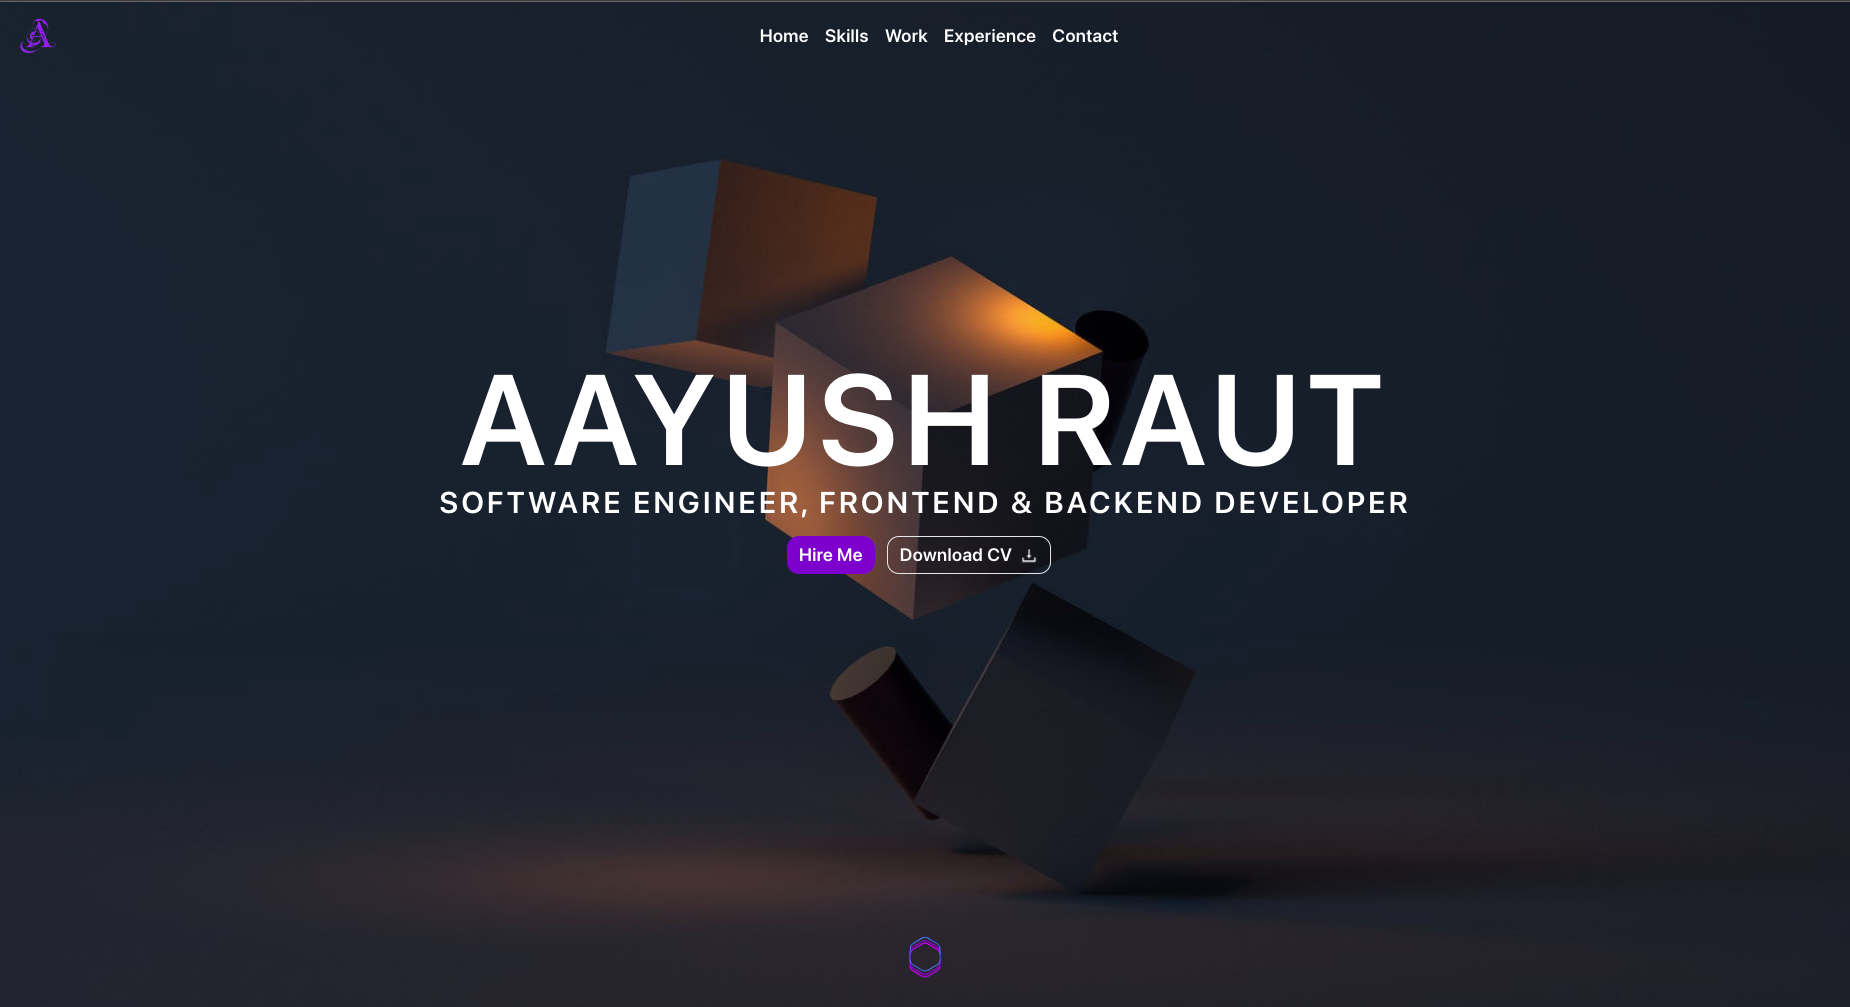 A
Home Skills Work Experience Contact
AAYUSH RAUT
SOFTWARE ENGINEER, FRONTEND & BACKEND DEVELOPER
Hire Me Download CV